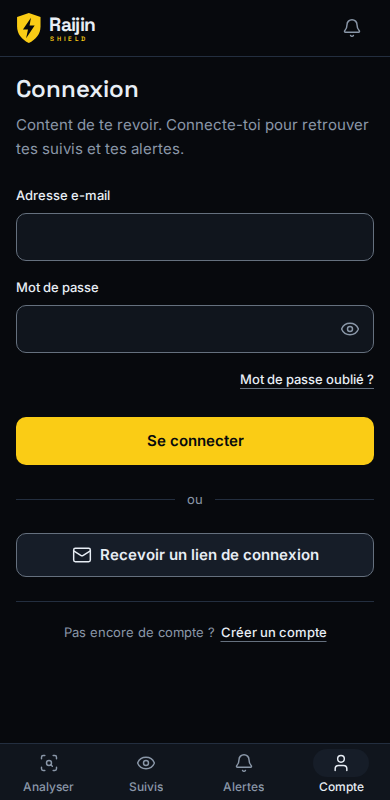 Raijin
SHIELD
Connexion
Content de te revoir. Connecte-toi pour retrouver
tes suivis et tes alertes.
Adresse e-mail
Mot de passe
Mot de passe oublié ?
Se connecter
ou
Recevoir un lien de connexion
Pas encore de compte ? Créer un compte
Analyser Suivis Alertes Compte